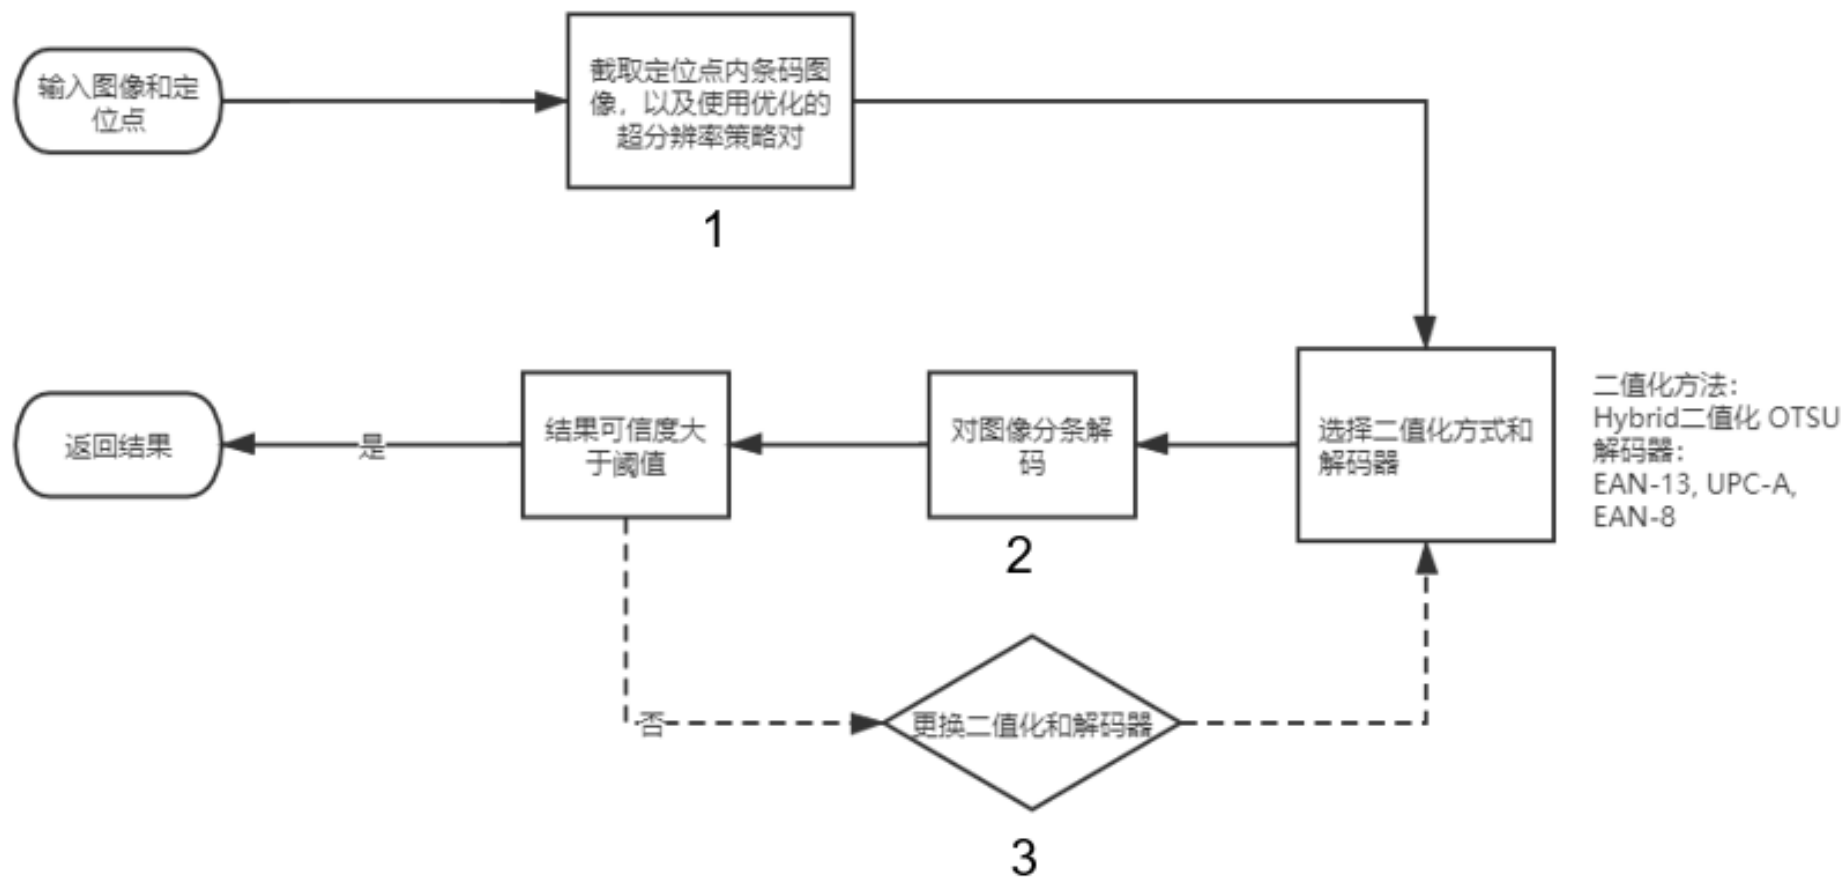 输入图像和定
位点
截取定位点内条码图
像，以及使用优化的
超分辨率策略对
1
返回结果
是
结果可信度大
于阈值
对图像分条解
码
2
选择二值化方式和
解码器
二值化方法：
Hybrid二值化 OTSU
解码器：
EAN-13, UPC-A,
EAN-8
否
更换二值化和解码器
3